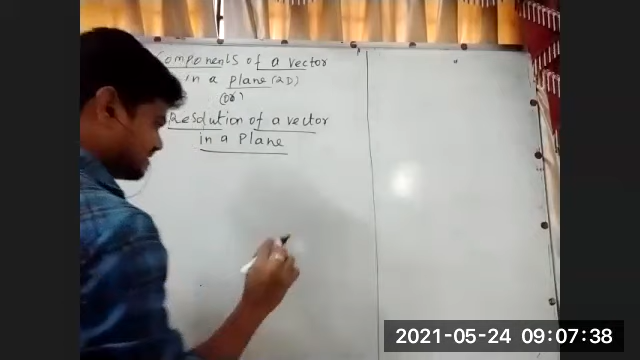 Components of a vector
in a plane (2D)
(or)
Resolution of a vector
in a Plane
2021-05-24 09:07:38